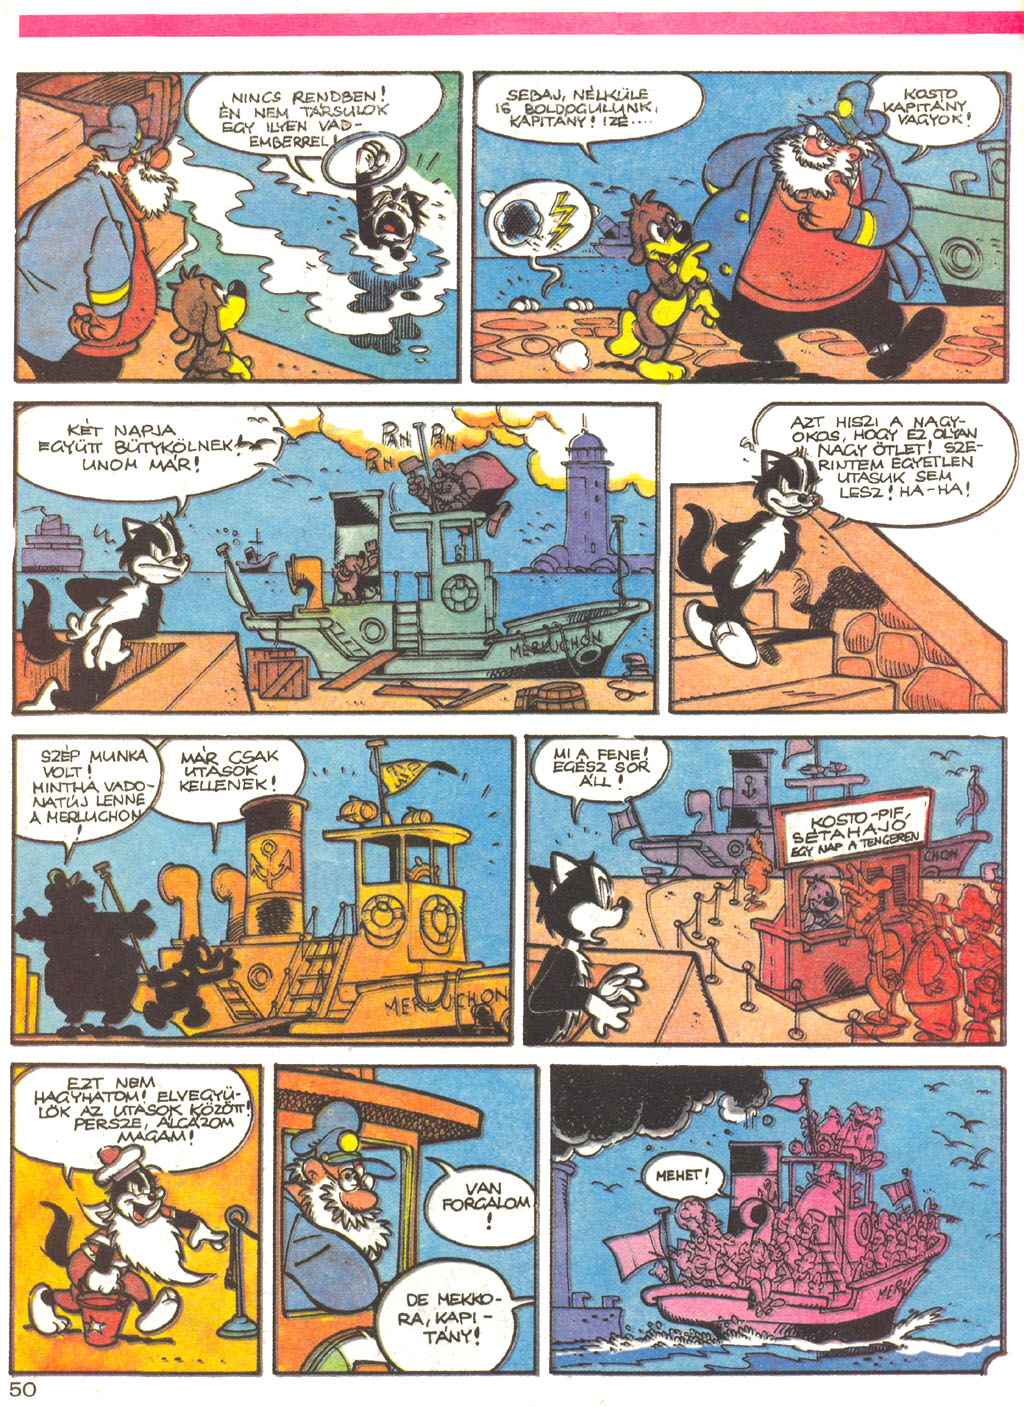 NINCS RENDBEN!
ÉN NEM TÁRSULOK
EGY ILYEN VAD-
EMBERREL!
SEBAJ, NÉLKÜLE
IS BOLDOGULUNK,
KAPITÁNY! IZÉ....
KOSTO
KAPITÁNY
VAGYOK!
KÉT NAPJA
EGYÜTT BÜTYKÖLNEK!
UNOM MÁR!
PAN PAN
PAN
MERLUCHON
AZT HISZI A NAGY-
OKOS, HOGY EZ OLYAN
NAGY ÖTLET! SZE-
RINTEM EGYETLEN
UTASUK SEM
LESZ! HA-HA!
SZÉP MUNKA
VOLT!
MINTHA VADO-
NATÚJ LENNE
A MERLUCHON
!
MÁR CSAK
UTASOK
KELLENEK!
MERLUCHON
MI A FENE!
EGÉSZ SOR
ÁLL!
KOSTO-PIF,
SÉTAHAJÓ
EGY NAP A TENGEREN
CHON
EZT NEM
HAGYHATOM! ELVEGYÜ-
LÖK AZ UTASOK KÖZÖTT!
PERSZE, ÁLCÁZOM
MAGAM!
VAN
FORGALOM
!
DE MEKKO-
RA, KAPI-
TÁNY!
MEHET!
MERLU
50